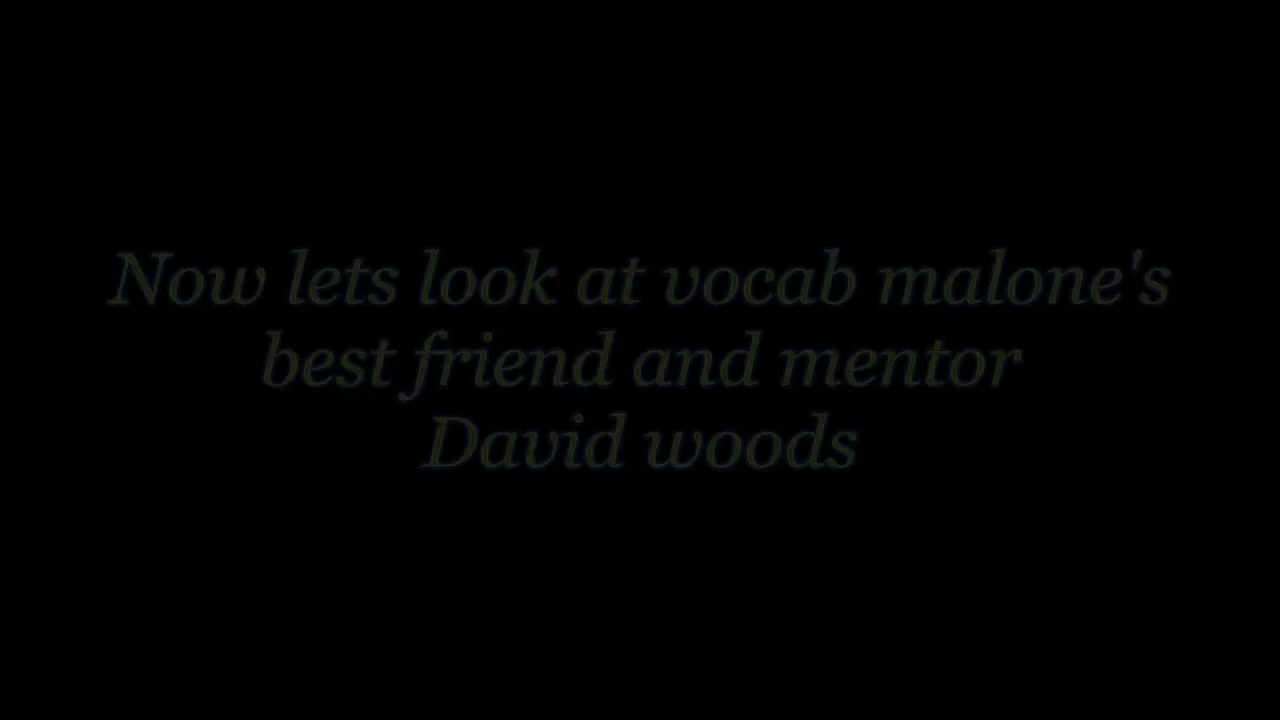 Now lets look at vocab malone's
best friend and mentor
David woods